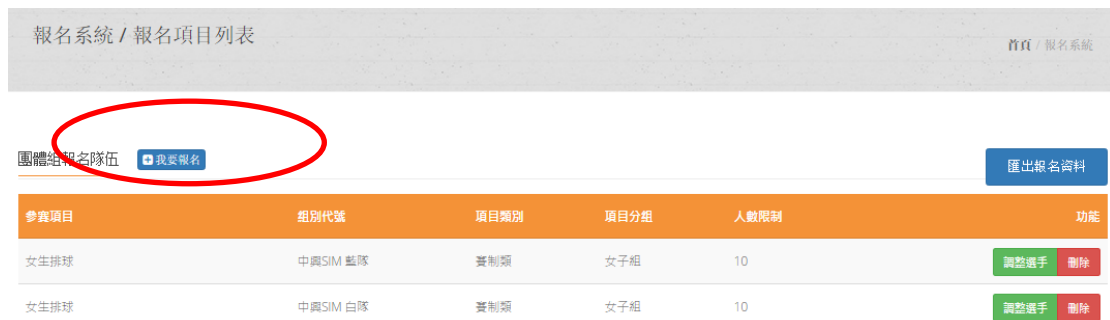 報名系統 / 報名項目列表
首頁 / 報名系統
團體組報名隊伍 我要報名
匯出報名資料
參賽項目 組別代號 項目類別 項目分組 人數限制 功能
女生排球 中興SIM 藍隊 賽制類 女子組 10 調整選手 刪除
女生排球 中興SIM 白隊 賽制類 女子組 10 調整選手 刪除